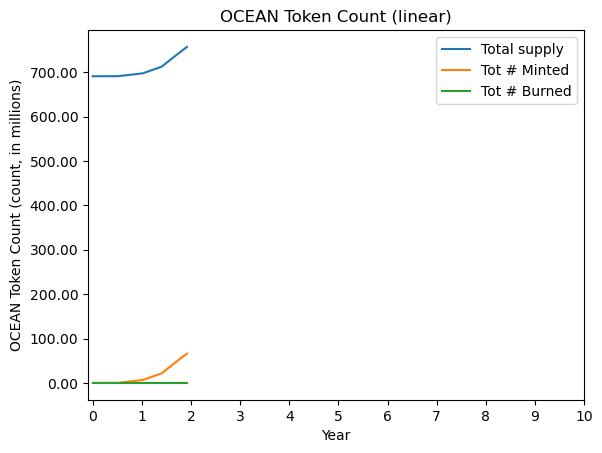 OCEAN Token Count (linear)
OCEAN Token Count (count, in millions)
700.00
600.00
500.00
400.00
300.00
200.00
100.00
0.00
Total supply
Tot # Minted
Tot # Burned
0 1 2 3 4 5 6 7 8 9 10
Year